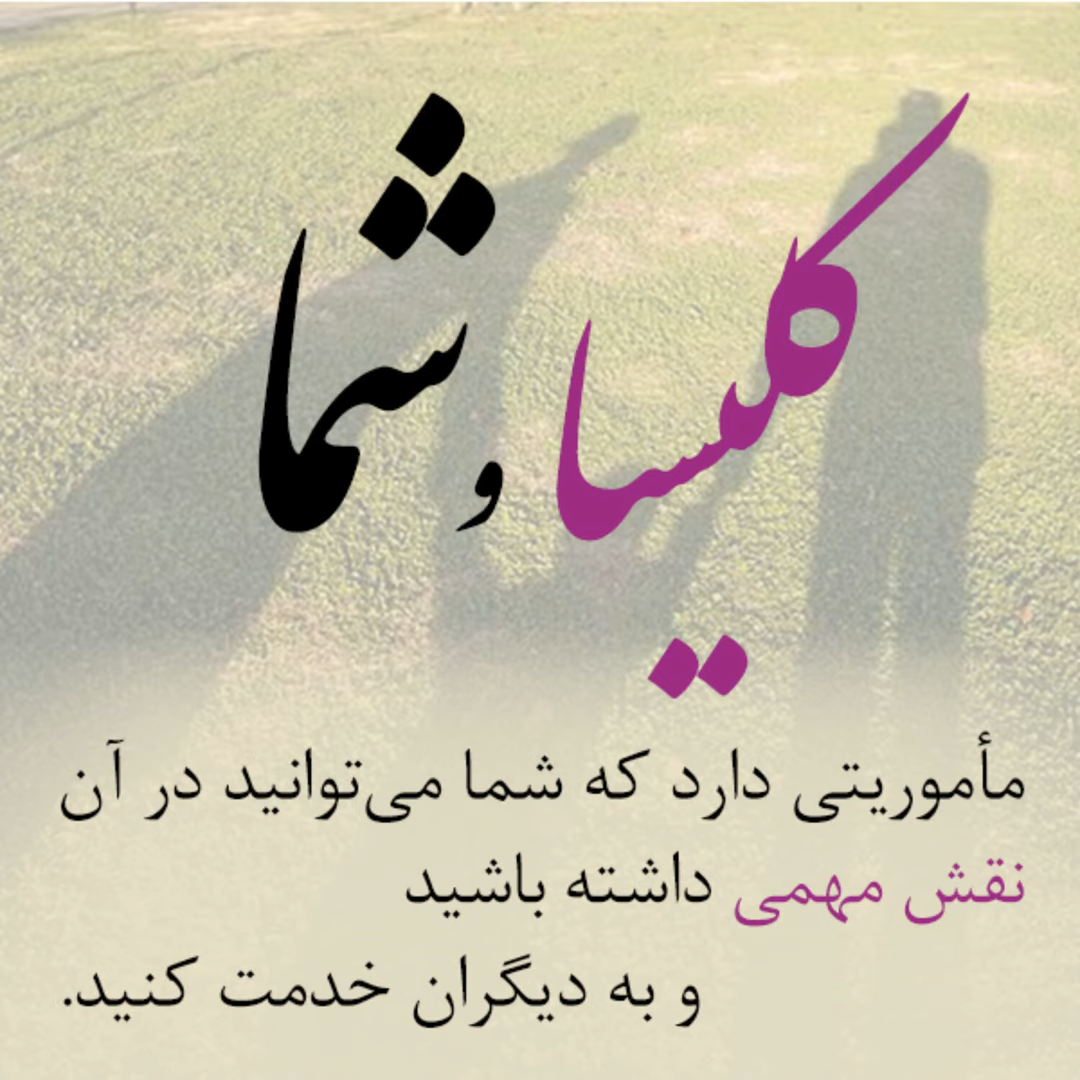 کلیسا و شما
مأموریتی دارد که شما می‌توانید در آن
نقش مهمی داشته باشید
و به دیگران خدمت کنید.